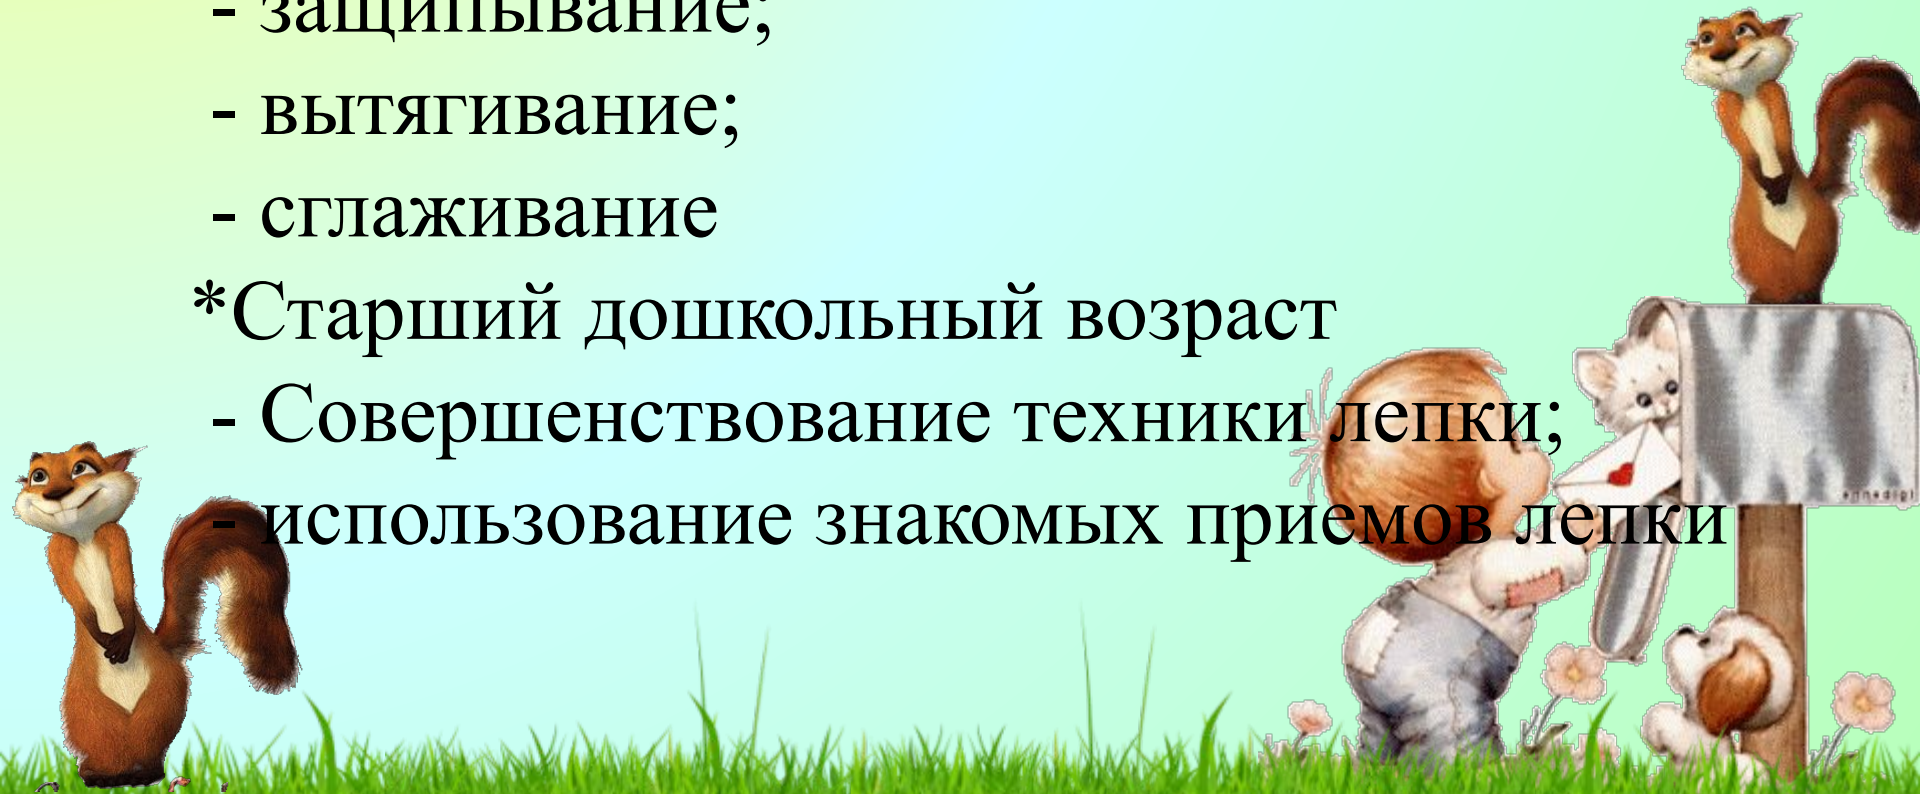 - защипывание;
- вытягивание;
- сглаживание
*Старший дошкольный возраст
- Совершенствование техники лепки;
- использование знакомых приемов лепки